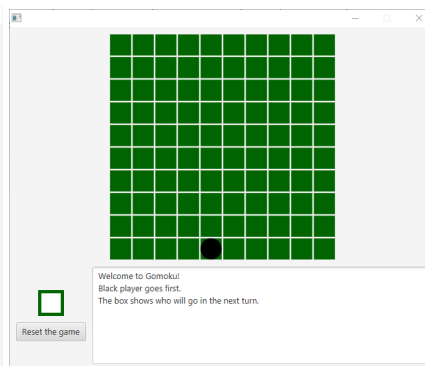 Welcome to Gomoku!
Black player goes first.
The box shows who will go in the next turn.
Reset the game